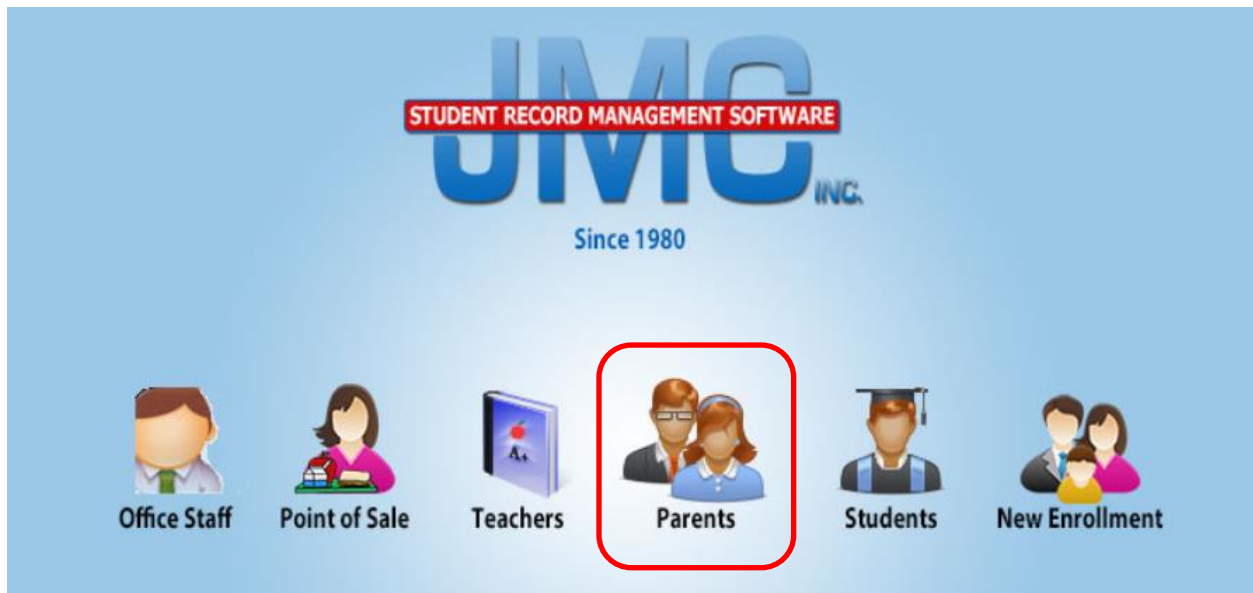 JMC
STUDENT RECORD MANAGEMENT SOFTWARE
INC.
Since 1980
A+
Office Staff
Point of Sale
Teachers
Parents
Students
New Enrollment